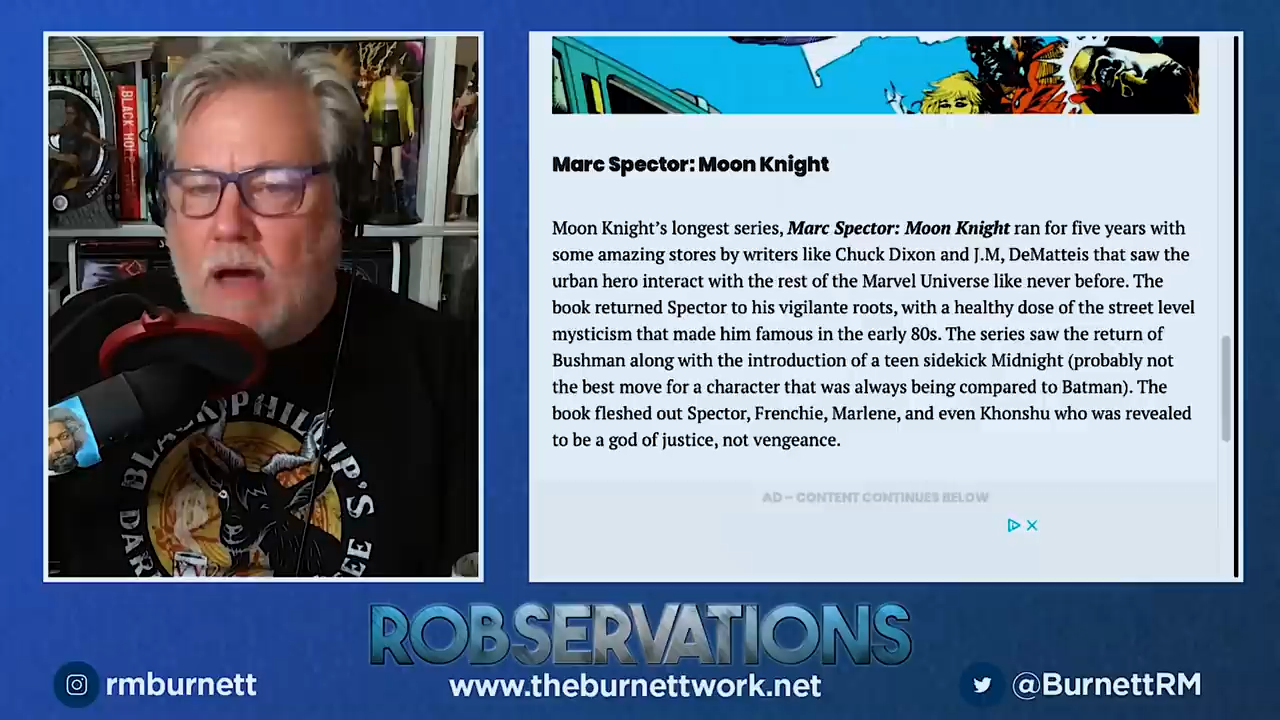 BLACK HOLE
BLACK PHILLIP'S
DAR
EE
Marc Spector: Moon Knight
Moon Knight's longest series, Marc Spector: Moon Knight ran for five years with
some amazing stores by writers like Chuck Dixon and J.M, DeMatteis that saw the
urban hero interact with the rest of the Marvel Universe like never before. The
book returned Spector to his vigilante roots, with a healthy dose of the street level
mysticism that made him famous in the early 80s. The series saw the return of
Bushman along with the introduction of a teen sidekick Midnight (probably not
the best move for a character that was always being compared to Batman). The
book fleshed out Spector, Frenchie, Marlene, and even Khonshu who was revealed
to be a god of justice, not vengeance.
AD – CONTENT CONTINUES BELOW
ROBSERVATIONS
rmburnett
www.theburnettwork.net
@BurnettRM